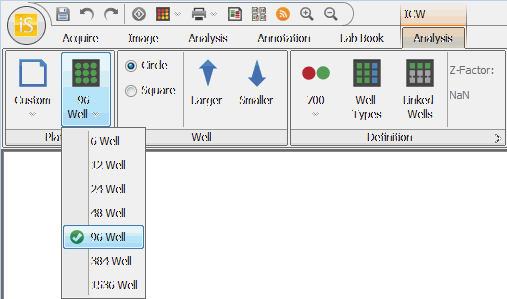 iS
ICW
Acquire Image Analysis Annotation Lab Book Analysis
Custom
96
Well
Circle
Square
Larger Smaller
700
Well
Types
Linked
Wells
Z-Factor:
NaN
Plat Well Definition
6 Well
12 Well
24 Well
48 Well
96 Well
384 Well
1536 Well